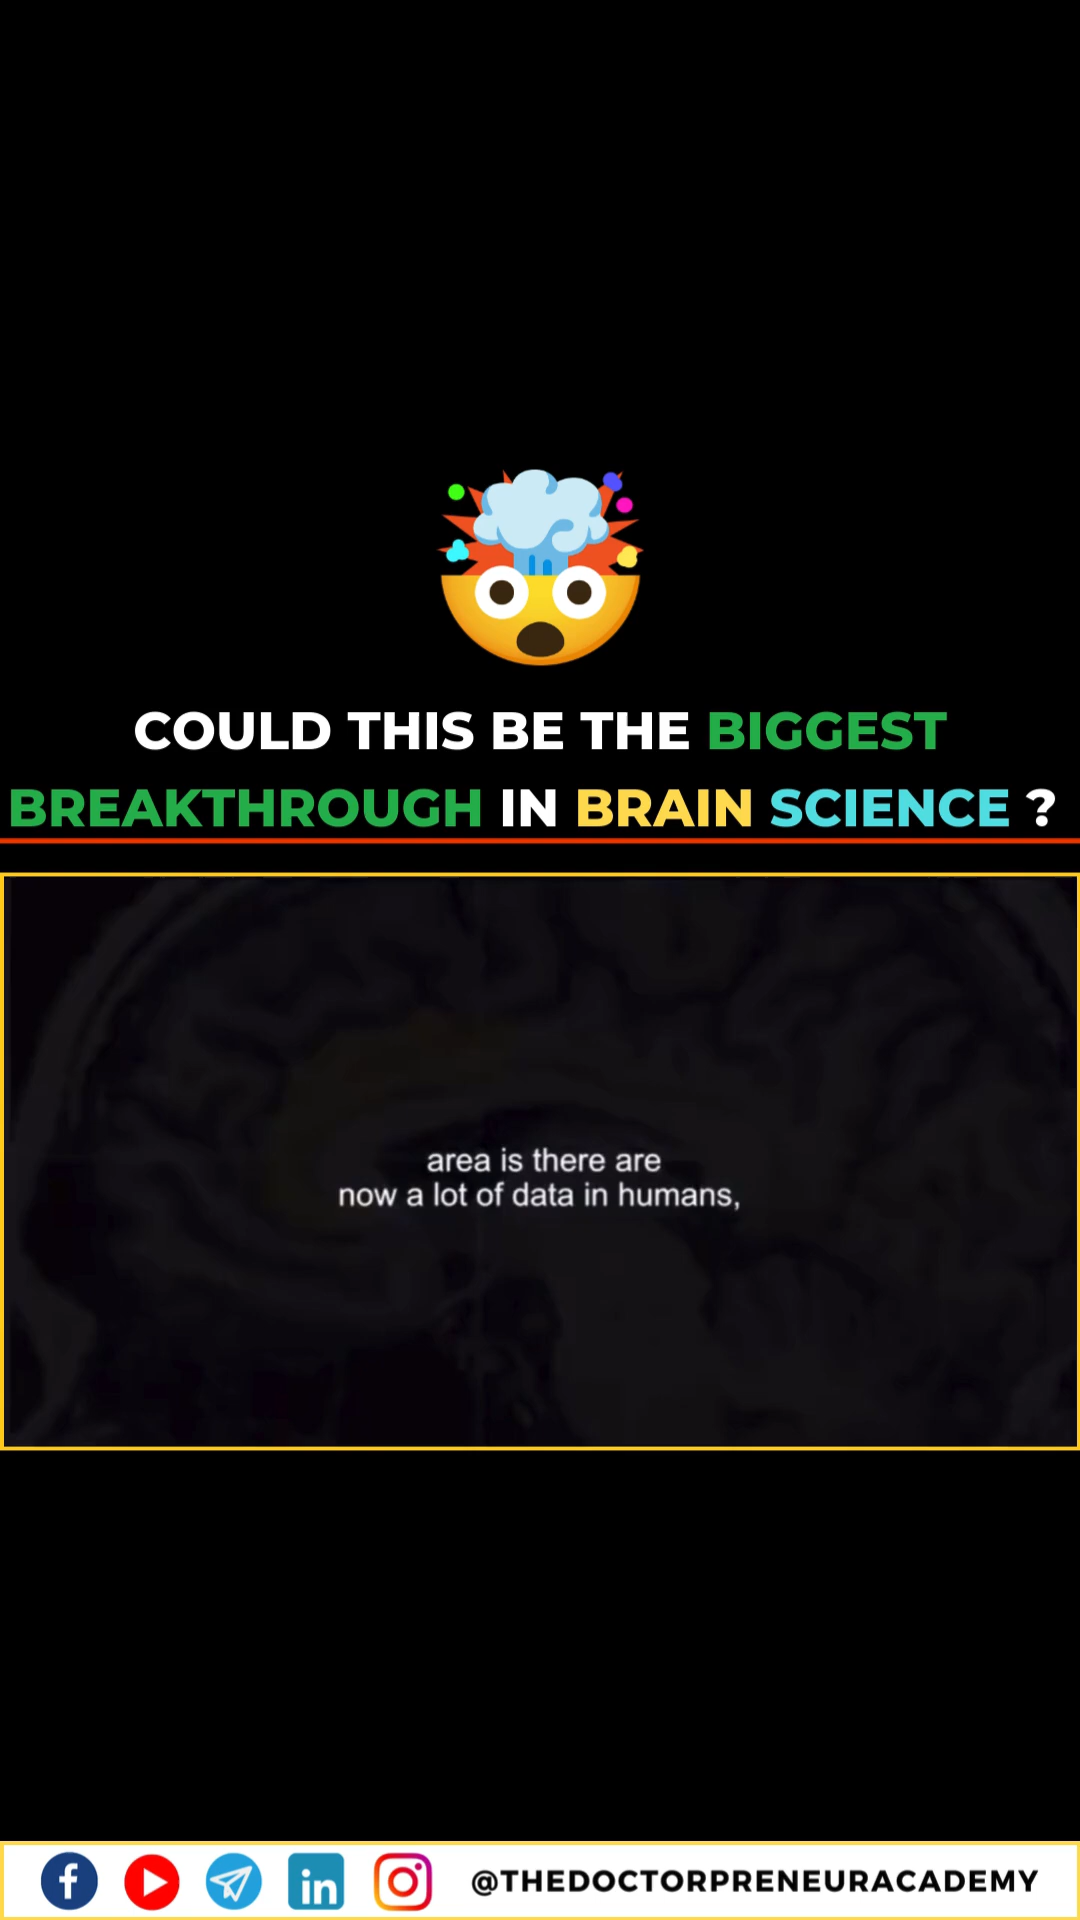 COULD THIS BE THE BIGGEST
BREAKTHROUGH IN BRAIN SCIENCE ?
area is there are
now a lot of data in humans,
@THEDOCTORPRENEURACADEMY